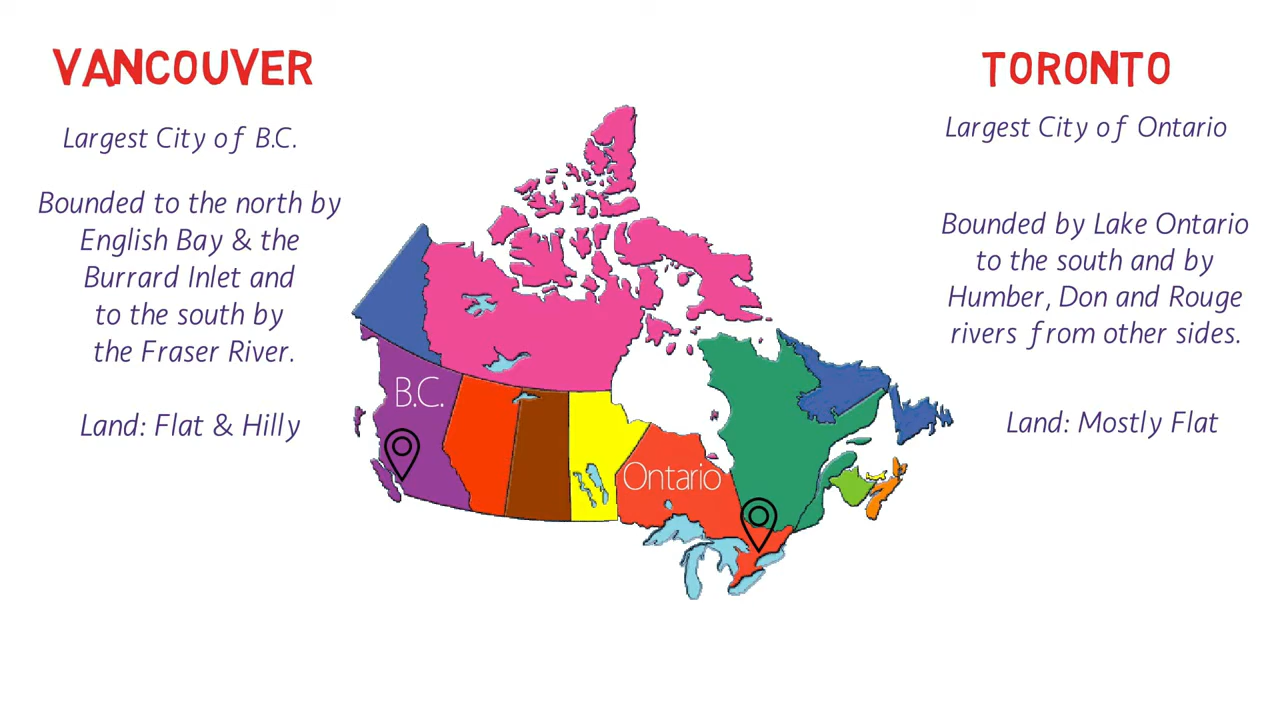 VANCOUVER
Largest City of B.C.
Bounded to the north by
English Bay & the
Burrard Inlet and
to the south by
the Fraser River.
Land: Flat & Hilly
B.C.
Ontario
TORONTO
Largest City of Ontario
Bounded by Lake Ontario
to the south and by
Humber, Don and Rouge
rivers from other sides.
Land: Mostly Flat